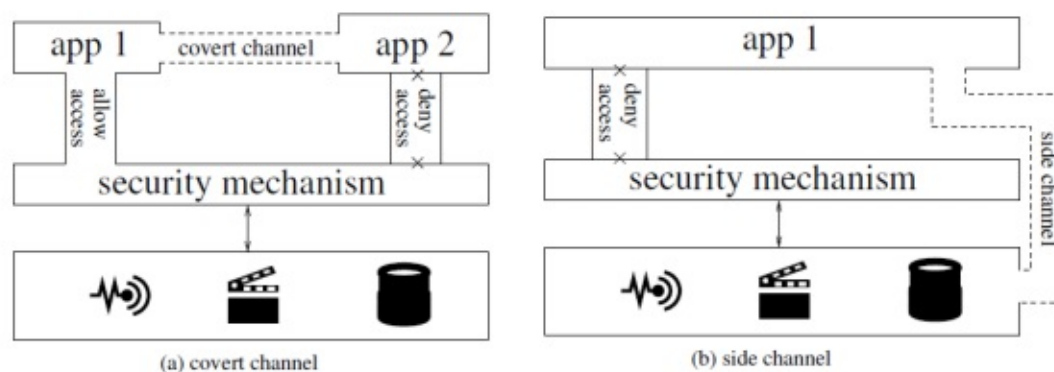 app 1
covert channel
app 2
allow
access
deny
access
security mechanism
(a) covert channel
app 1
deny
access
side channel
security mechanism
(b) side channel